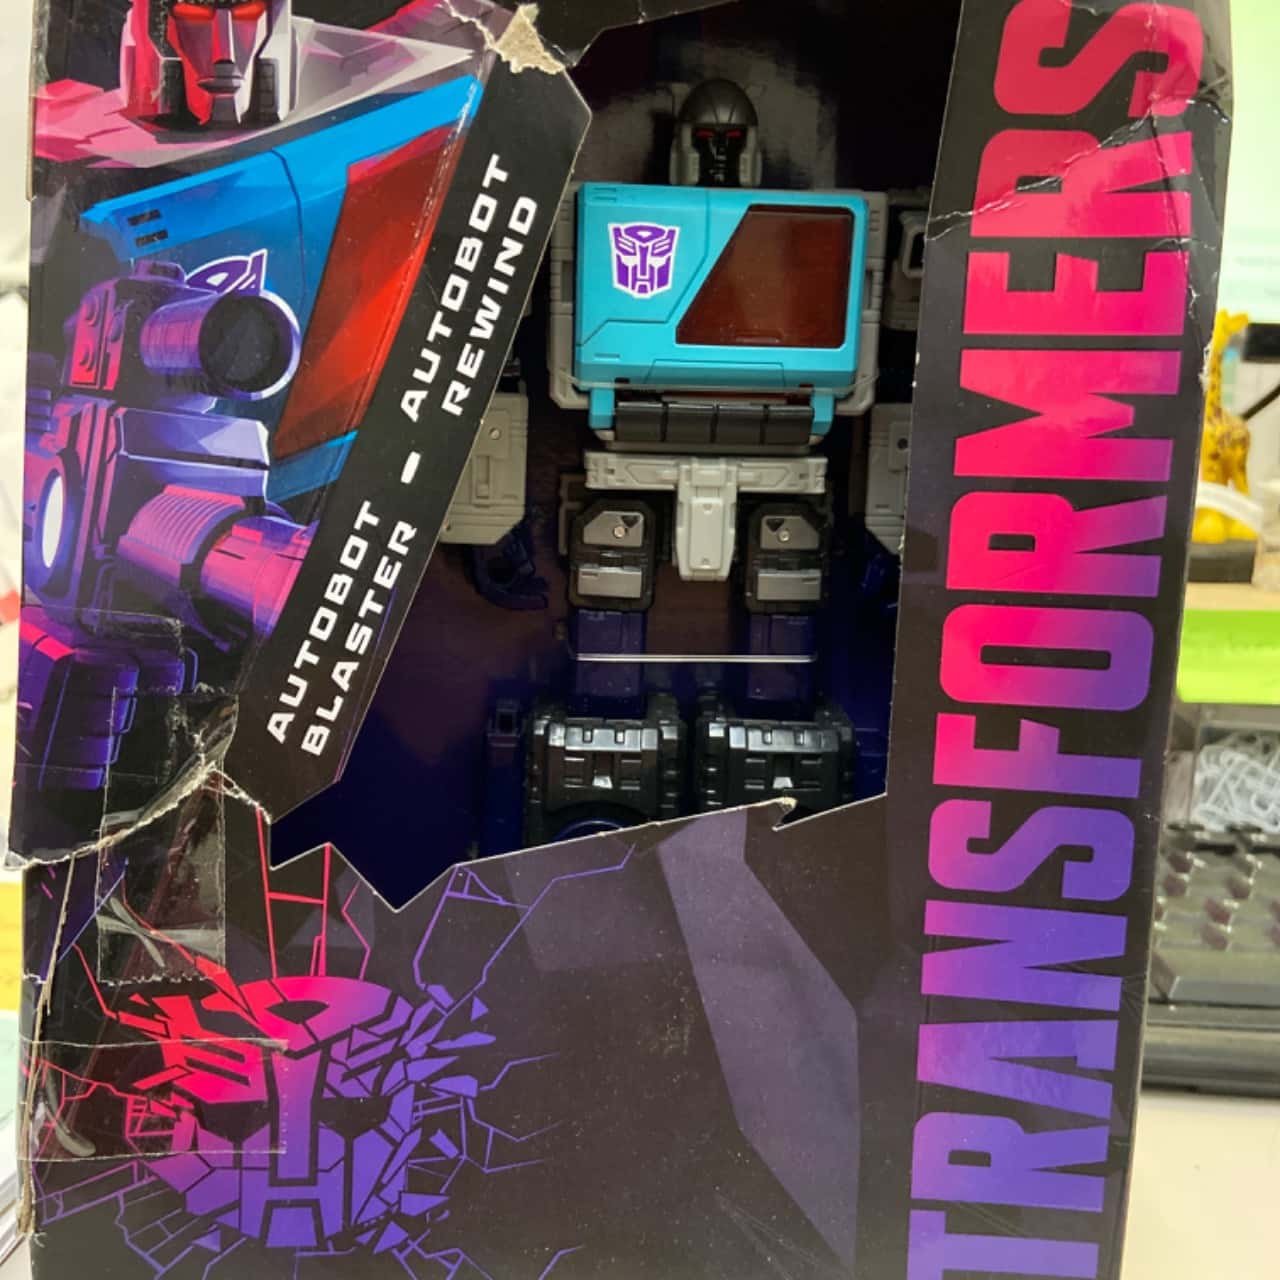 AUTOBOT
BLASTER
AUTOBOT
REWIND
TRANSFORMERS